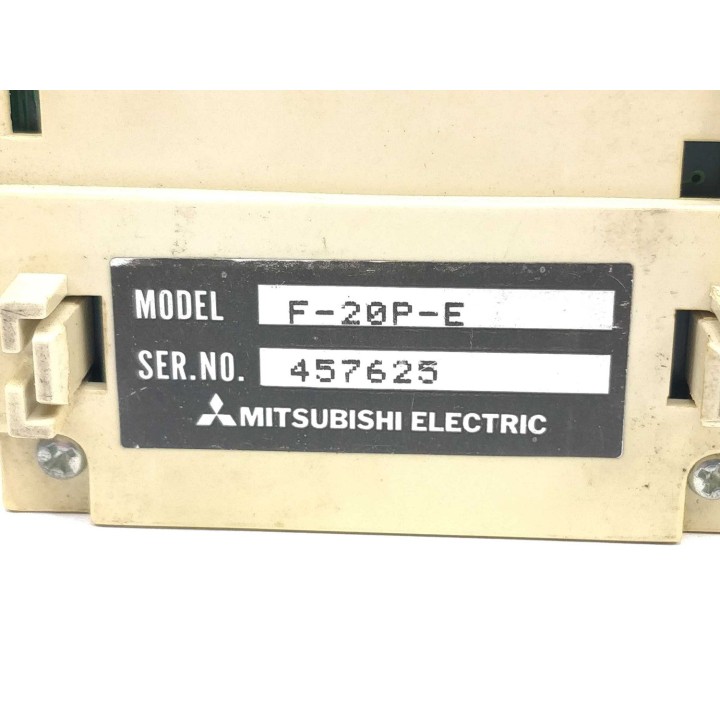 MODEL F-20P-E
SER.NO. 457625
MITSUBISHI ELECTRIC